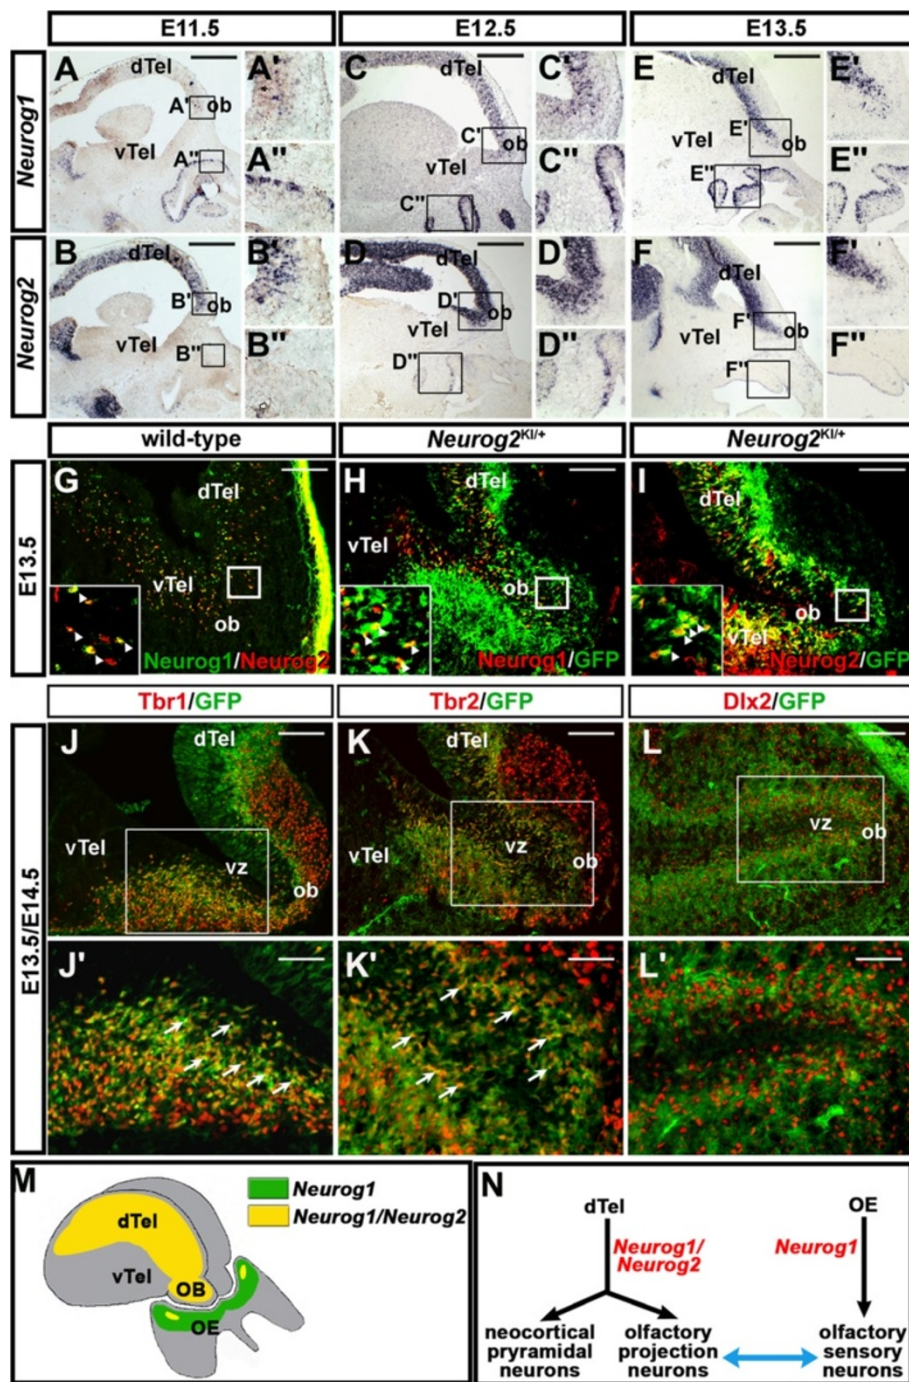 E11.5 E12.5 E13.5
Neurog1
A dTel A' ob vTel A"
A'
A"
C dTel C' ob vTel C"
C'
C"
E dTel E' ob vTel E"
E'
E"
Neurog2
B dTel B' ob vTel B"
B'
B"
D dTel D' ob vTel D"
D'
D"
F dTel F' ob vTel F"
F'
F"
wild-type Neurog2KI/+ Neurog2KI/+
E13.5
G dTel vTel ob Neurog1/Neurog2
H dTel vTel ob Neurog1/GFP
I dTel ob vTel Neurog2/GFP
Tbr1/GFP Tbr2/GFP Dlx2/GFP
E13.5/E14.5
J dTel vTel vz ob
K dTel vTel vz ob
L vz ob
J' K' L'
M
Neurog1
Neurog1/Neurog2
dTel
vTel
OB
OE
N
dTel OE
Neurog1/
Neurog2
Neurog1
neocortical
pryramidal
neurons
olfactory
projection
neurons
olfactory
sensory
neurons